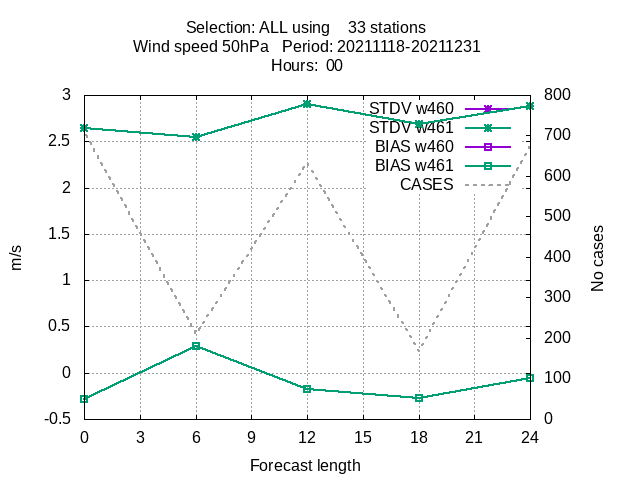 Selection: ALL using    33 stations
Wind speed 50hPa   Period: 20211118-20211231
Hours:  00
3
2.5
2
1.5
1
0.5
0
-0.5
m/s
800
700
600
500
400
300
200
100
0
No cases
STDV w460
STDV w461
BIAS w460
BIAS w461
CASES
0 3 6 9 12 15 18 21 24
Forecast length